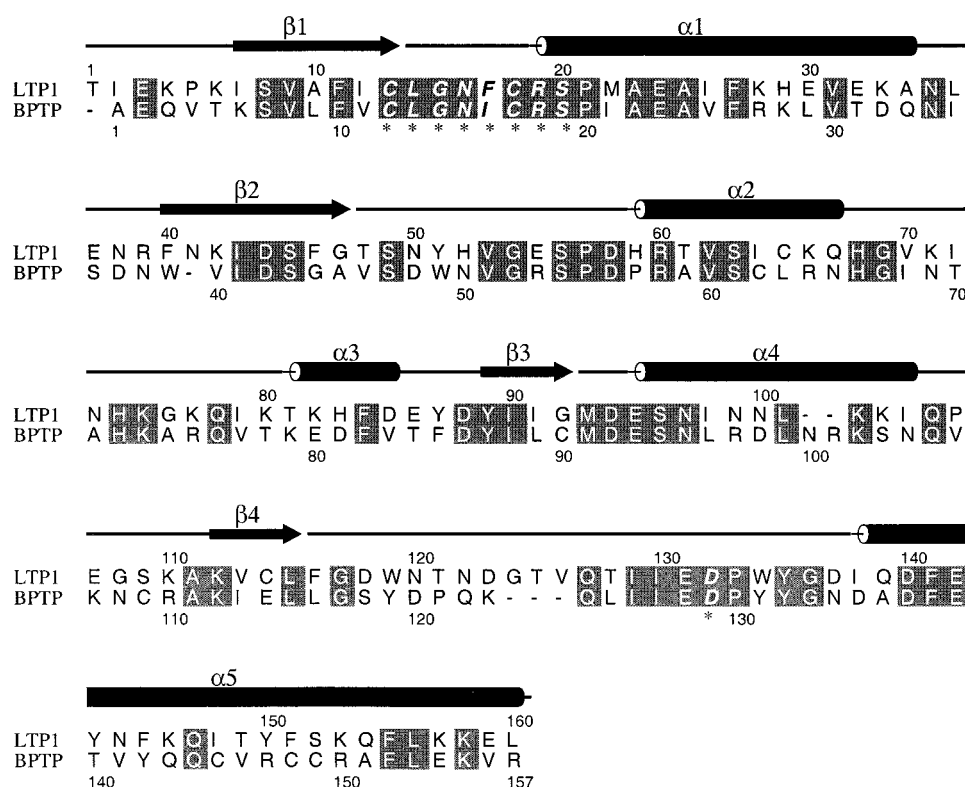 β1 α1
1 10 20 30
LTP1 T I E K P K I S V A F I C L G N F C R S P M A E A I F K H E V E K A N L
BPTP - A E Q V T K S V L F V C L G N I C R S P I A E A V F R K L V T D Q N I
1 10 * * * * * * * * 20 30
β2 α2
40 50 60 70
LTP1 E N R F N K I D S F G T S N Y H V G E S P D H R T V S I C K Q H G V K I
BPTP S D N W - V I D S G A V S D W N V G R S P D P R A V S C L R N H G I N T
40 50 60 70
α3 β3 α4
80 90 100
LTP1 N H K G K Q I K T K H F D E Y D Y I I G M D E S N I N N L - - K K I Q P
BPTP A H K A R Q V T K E D F V T F D Y I L C M D E S N L R D L N R K S N Q V
80 90 100
β4
110 120 130 140
LTP1 E G S K A K V C L F G D W N T N D G T V Q T I I E D P W Y G D I Q D F E
BPTP K N C R A K I E L L G S Y D P Q K - - - Q L I I E D P Y Y G N D A D F E
110 120 * 130
α5
150 160
LTP1 Y N F K Q I T Y F S K Q F L K K E L
BPTP T V Y Q Q C V R C C R A F L E K V R
140 150 157